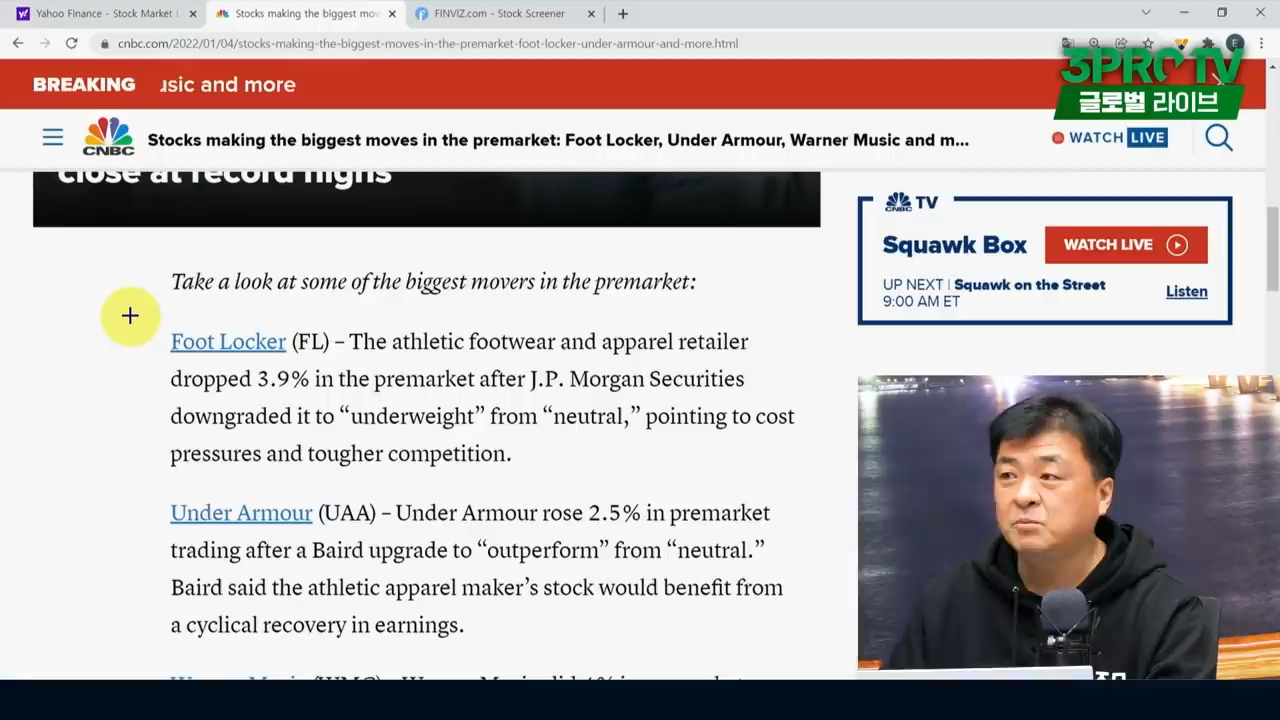 Yahoo Finance - Stock Market
Stocks making the biggest mov
FINVIZ.com - Stock Screener
cnbc.com/2022/01/04/stocks-making-the-biggest-moves-in-the-premarket-foot-locker-under-armour-and-more.html
E
3PRO TV
글로벌 라이브
BREAKING
usic and more
CNBC
Stocks making the biggest moves in the premarket: Foot Locker, Under Armour, Warner Music and m...
WATCH LIVE
close at record highs
CNBC TV
Squawk Box
WATCH LIVE
UP NEXT | Squawk on the Street
9:00 AM ET
Listen
Take a look at some of the biggest movers in the premarket:
Foot Locker (FL) – The athletic footwear and apparel retailer
dropped 3.9% in the premarket after J.P. Morgan Securities
downgraded it to “underweight” from “neutral,” pointing to cost
pressures and tougher competition.
Under Armour (UAA) – Under Armour rose 2.5% in premarket
trading after a Baird upgrade to “outperform” from “neutral.”
Baird said the athletic apparel maker’s stock would benefit from
a cyclical recovery in earnings.